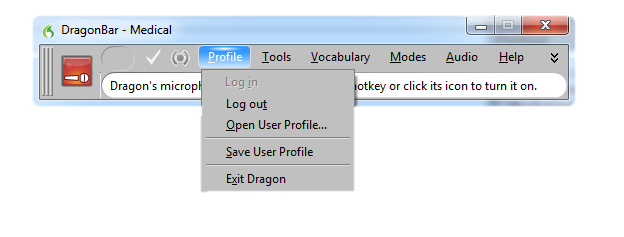 DragonBar - Medical
Profile Tools Vocabulary Modes Audio Help
Dragon's microph otkey or click its icon to turn it on.
Log in
Log out
Open User Profile...
Save User Profile
Exit Dragon